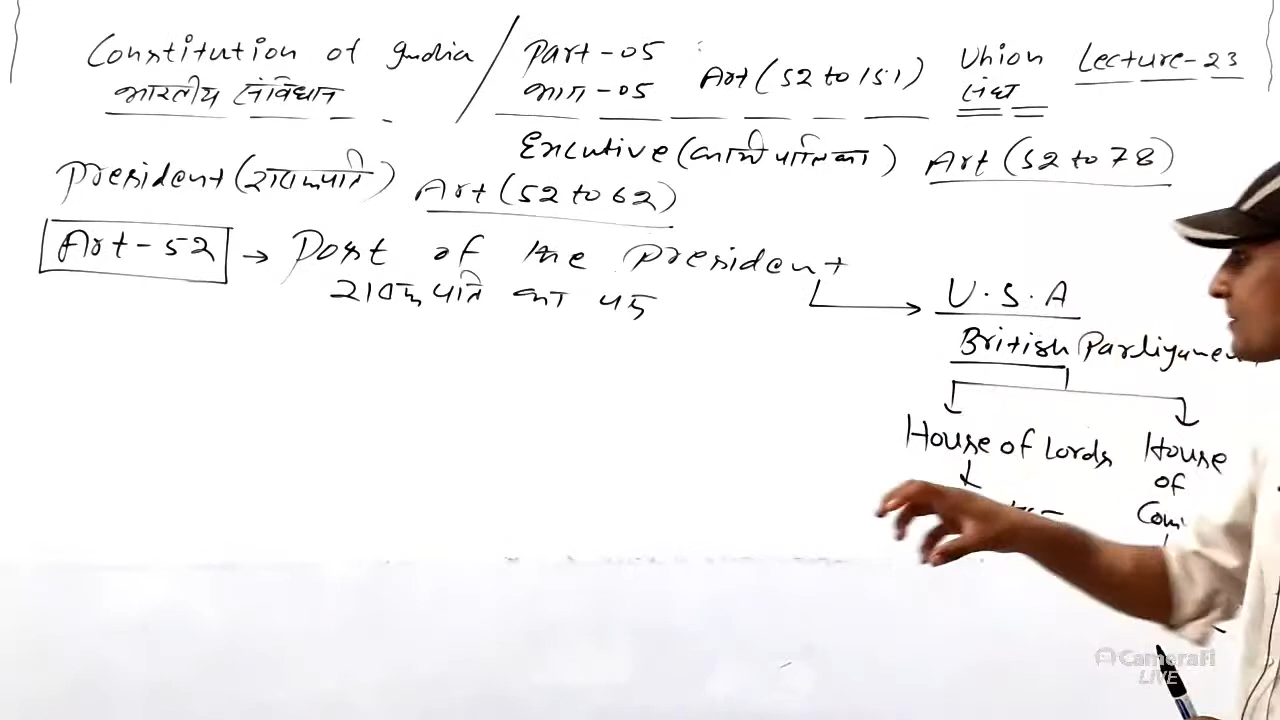 Constitution of India / Part-05 Art (52 to 151) Union Lecture-23
भारतीय संविधान भाग-05 संघ
Executive (कार्यपालिका) Art (52 to 78)
President (राष्ट्रपति) Art (52 to 62)
Art-52 → Post of the President
राष्ट्रपति का पद
U.S.A
British Parliyamen
House of Lords House
of
Com
CameraFi
LIVE